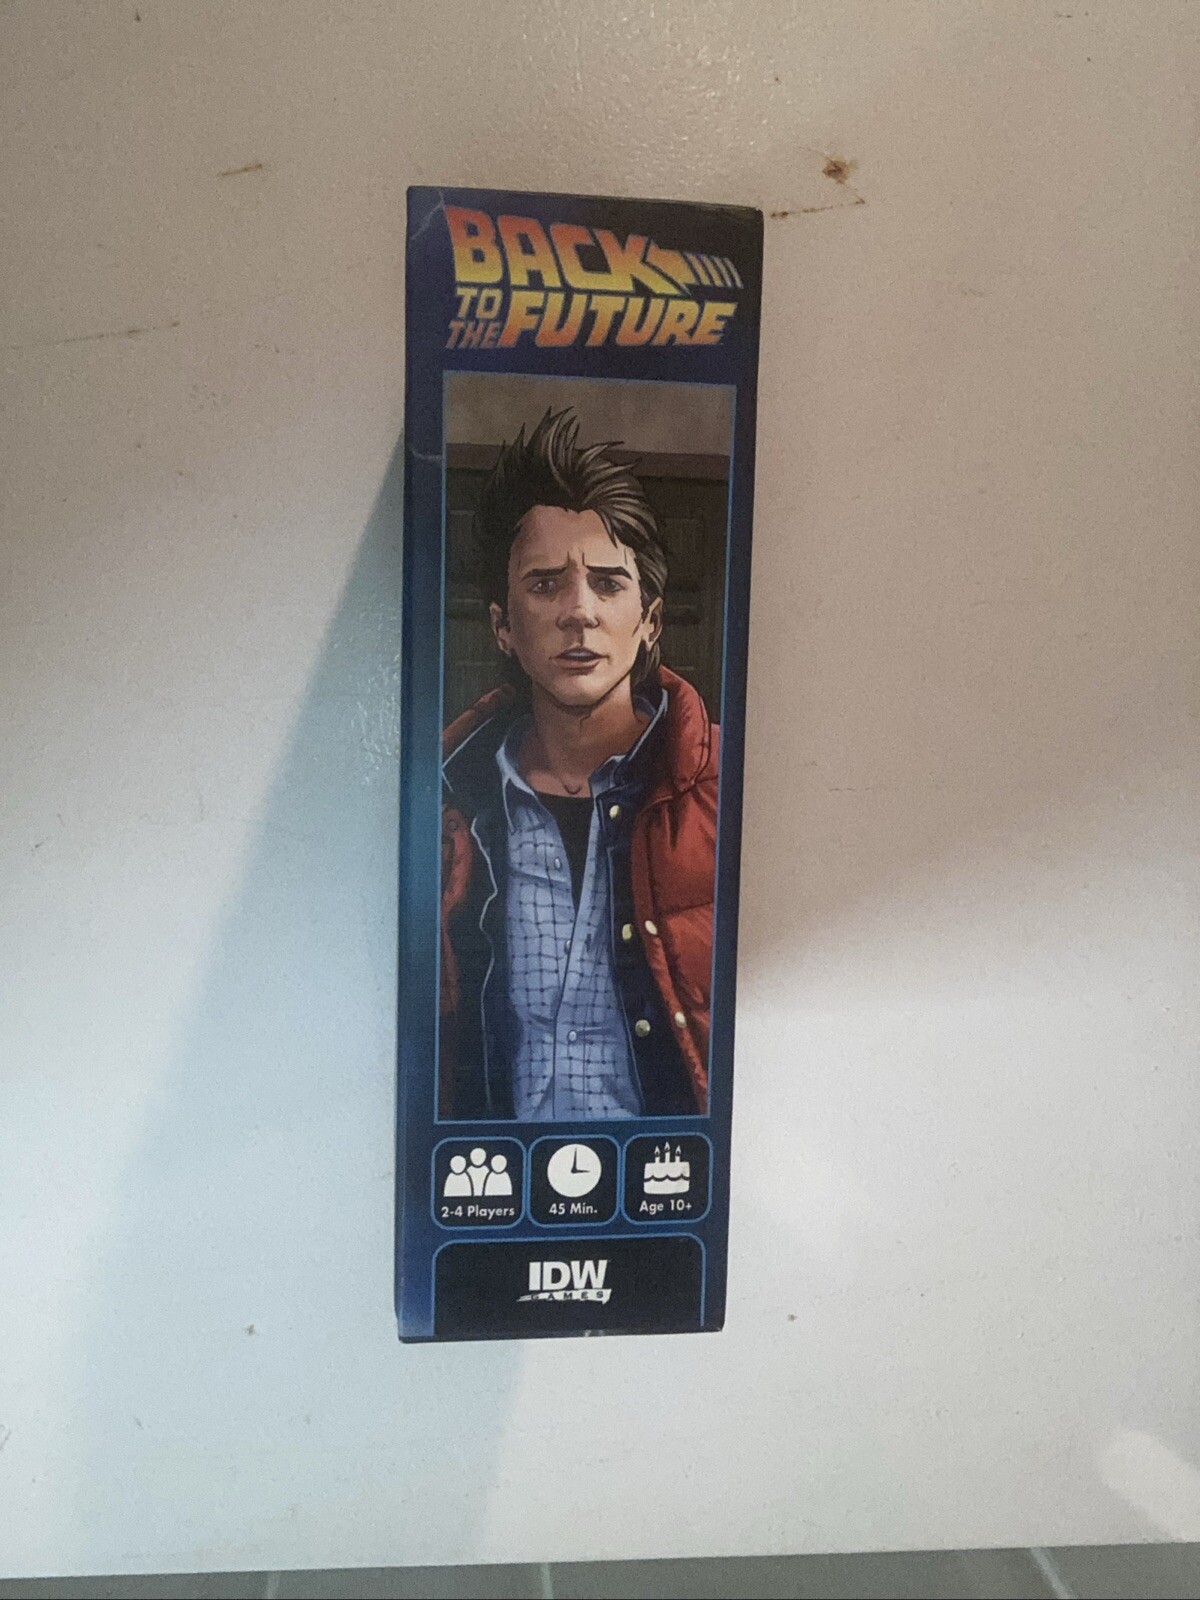 BACK
TO
THE FUTURE
2-4 Players
45 Min.
Age 10+
IDW
GAMES